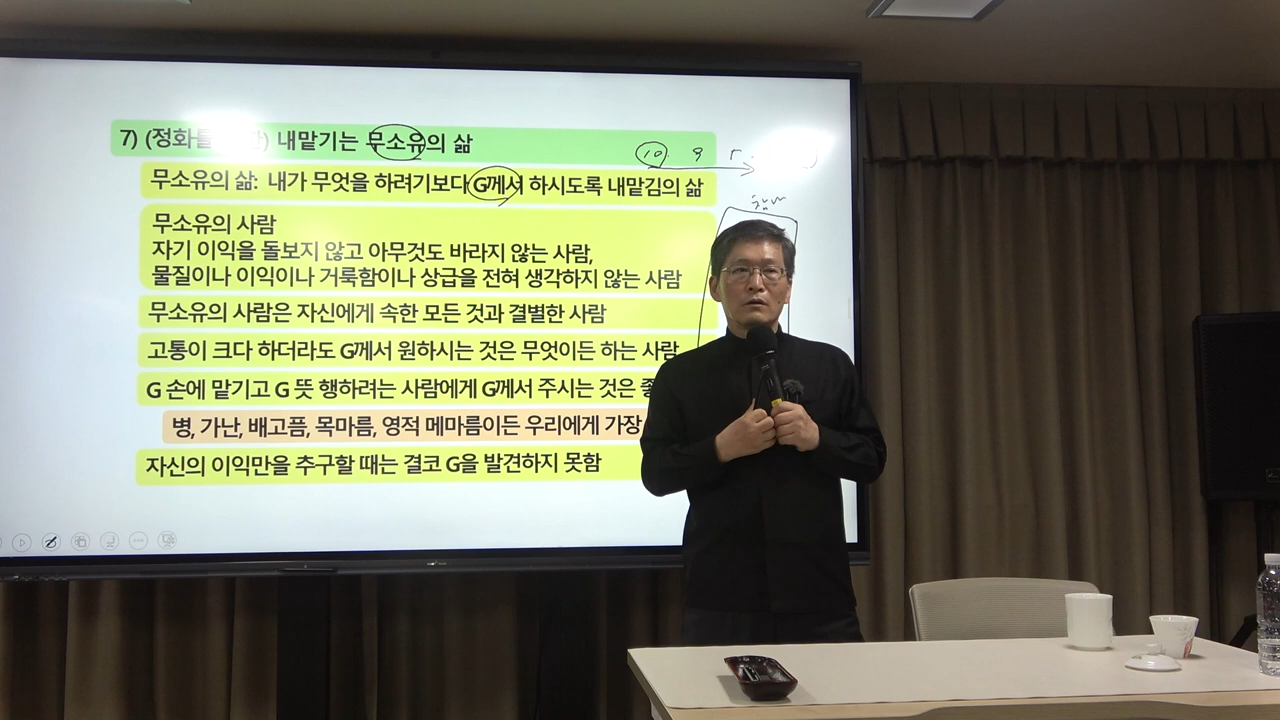 7) (정화를 ) 내맡기는 무소유의 삶
10 9
무소유의 삶: 내가 무엇을 하려기보다 G께서 하시도록 내맡김의 삶
무소유의 사람
자기 이익을 돌보지 않고 아무것도 바라지 않는 사람,
물질이나 이익이나 거룩함이나 상급을 전혀 생각하지 않는 사람
무소유의 사람은 자신에게 속한 모든 것과 결별한 사람
고통이 크다 하더라도 G께서 원하시는 것은 무엇이든 하는 사람
G 손에 맡기고 G 뜻 행하려는 사람에게 G께서 주시는 것은
병, 가난, 배고픔, 목마름, 영적 메마름이든 우리에게 가장
자신의 이익만을 추구할 때는 결코 G을 발견하지 못함